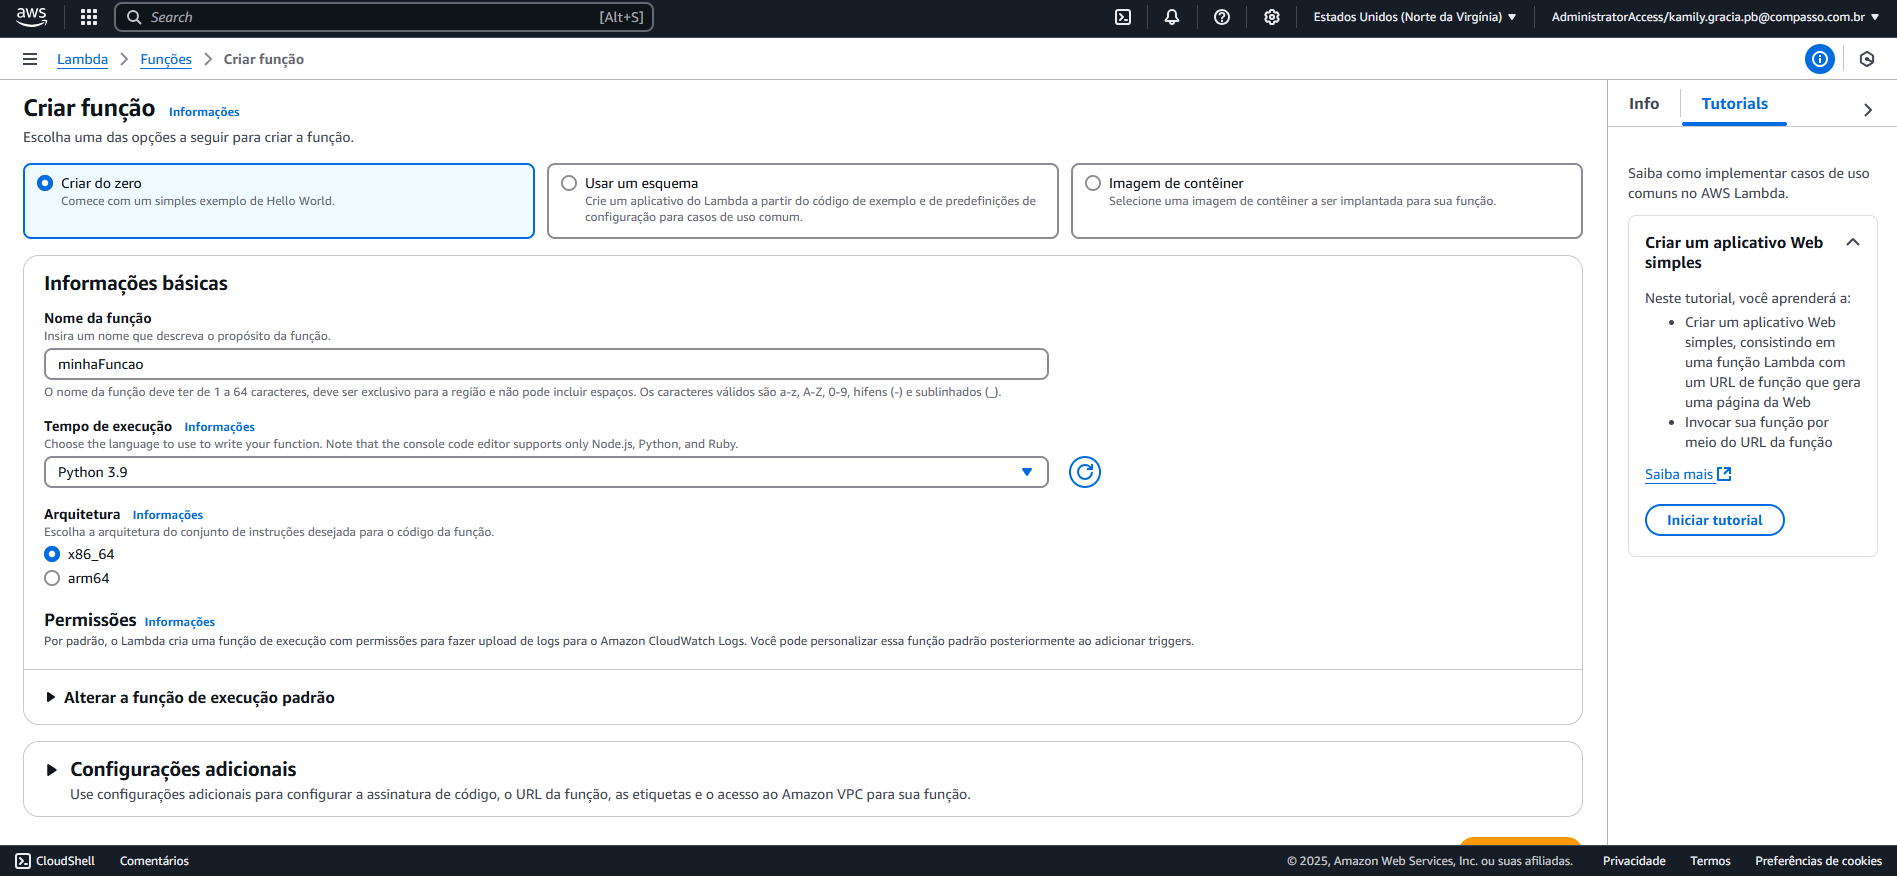 aws
Search [Alt+S]
Estados Unidos (Norte da Virgínia)
AdministratorAccess/kamily.gracia.pb@compasso.com.br
Lambda
Funções
Criar função
Criar função Informações
Escolha uma das opções a seguir para criar a função.
Criar do zero
Comece com um simples exemplo de Hello World.
Usar um esquema
Crie um aplicativo do Lambda a partir do código de exemplo e de predefinições de
configuração para casos de uso comum.
Imagem de contêiner
Selecione uma imagem de contêiner a ser implantada para sua função.
Informações básicas
Nome da função
Insira um nome que descreva o propósito da função.
minhaFuncao
O nome da função deve ter de 1 a 64 caracteres, deve ser exclusivo para a região e não pode incluir espaços. Os caracteres válidos são a-z, A-Z, 0-9, hifens (-) e sublinhados (_).
Tempo de execução Informações
Choose the language to use to write your function. Note that the console code editor supports only Node.js, Python, and Ruby.
Python 3.9
Arquitetura Informações
Escolha a arquitetura do conjunto de instruções desejada para o código da função.
x86_64
arm64
Permissões Informações
Por padrão, o Lambda cria uma função de execução com permissões para fazer upload de logs para o Amazon CloudWatch Logs. Você pode personalizar essa função padrão posteriormente ao adicionar triggers.
Alterar a função de execução padrão
Configurações adicionais
Use configurações adicionais para configurar a assinatura de código, o URL da função, as etiquetas e o acesso ao Amazon VPC para sua função.
Info
Tutorials
Saiba como implementar casos de uso
comuns no AWS Lambda.
Criar um aplicativo Web
simples
Neste tutorial, você aprenderá a:
• Criar um aplicativo Web
simples, consistindo em
uma função Lambda com
um URL de função que gera
uma página da Web
• Invocar sua função por
meio do URL da função
Saiba mais
Iniciar tutorial
CloudShell
Comentários
© 2025, Amazon Web Services, Inc. ou suas afiliadas.
Privacidade
Termos
Preferências de cookies